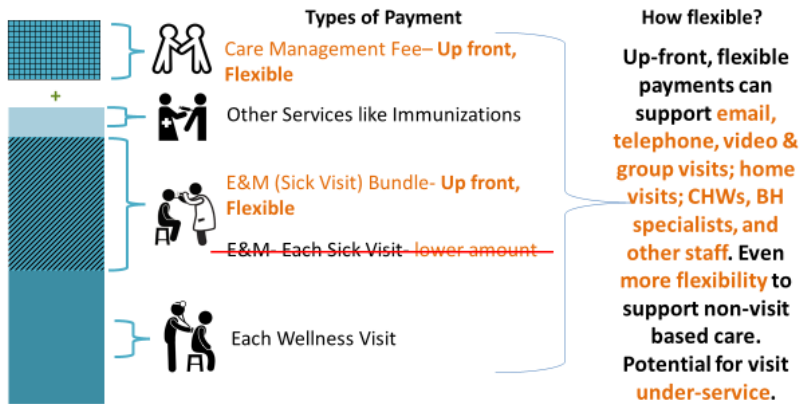 Types of Payment
Care Management Fee– Up front,
Flexible
+
Other Services like Immunizations
E&M (Sick Visit) Bundle- Up front,
Flexible
E&M- Each Sick Visit- lower amount
Each Wellness Visit
How flexible?
Up-front, flexible
payments can
support email,
telephone, video &
group visits; home
visits; CHWs, BH
specialists, and
other staff. Even
more flexibility to
support non-visit
based care.
Potential for visit
under-service.